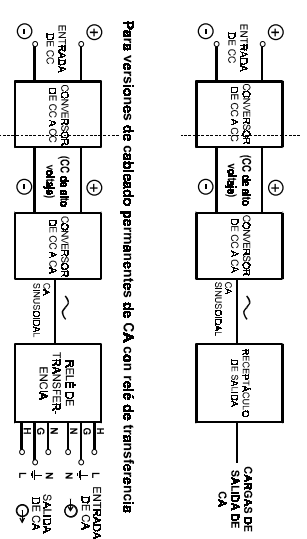 ENTRADA
DE CC
CONVERSOR
DE CC A CC
(CC de alto
voltaje)
CONVERSOR
DE CC A CA
CA
SINUSOIDAL
RECEPTÁCULO
DE SALIDA
CARGAS DE
SALIDA DE
CA
Para versiones de cableado permanentes de CA con relé de transferencia
ENTRADA
DE CC
CONVERSOR
DE CC A CC
(CC de alto
voltaje)
CONVERSOR
DE CC A CA
CA
SINUSOIDAL
RELÉ DE
TRANSFER-
ENCIA
H L
G
N N
ENTRADA
DE CA
N N
G
H L
SALIDA
DE CA